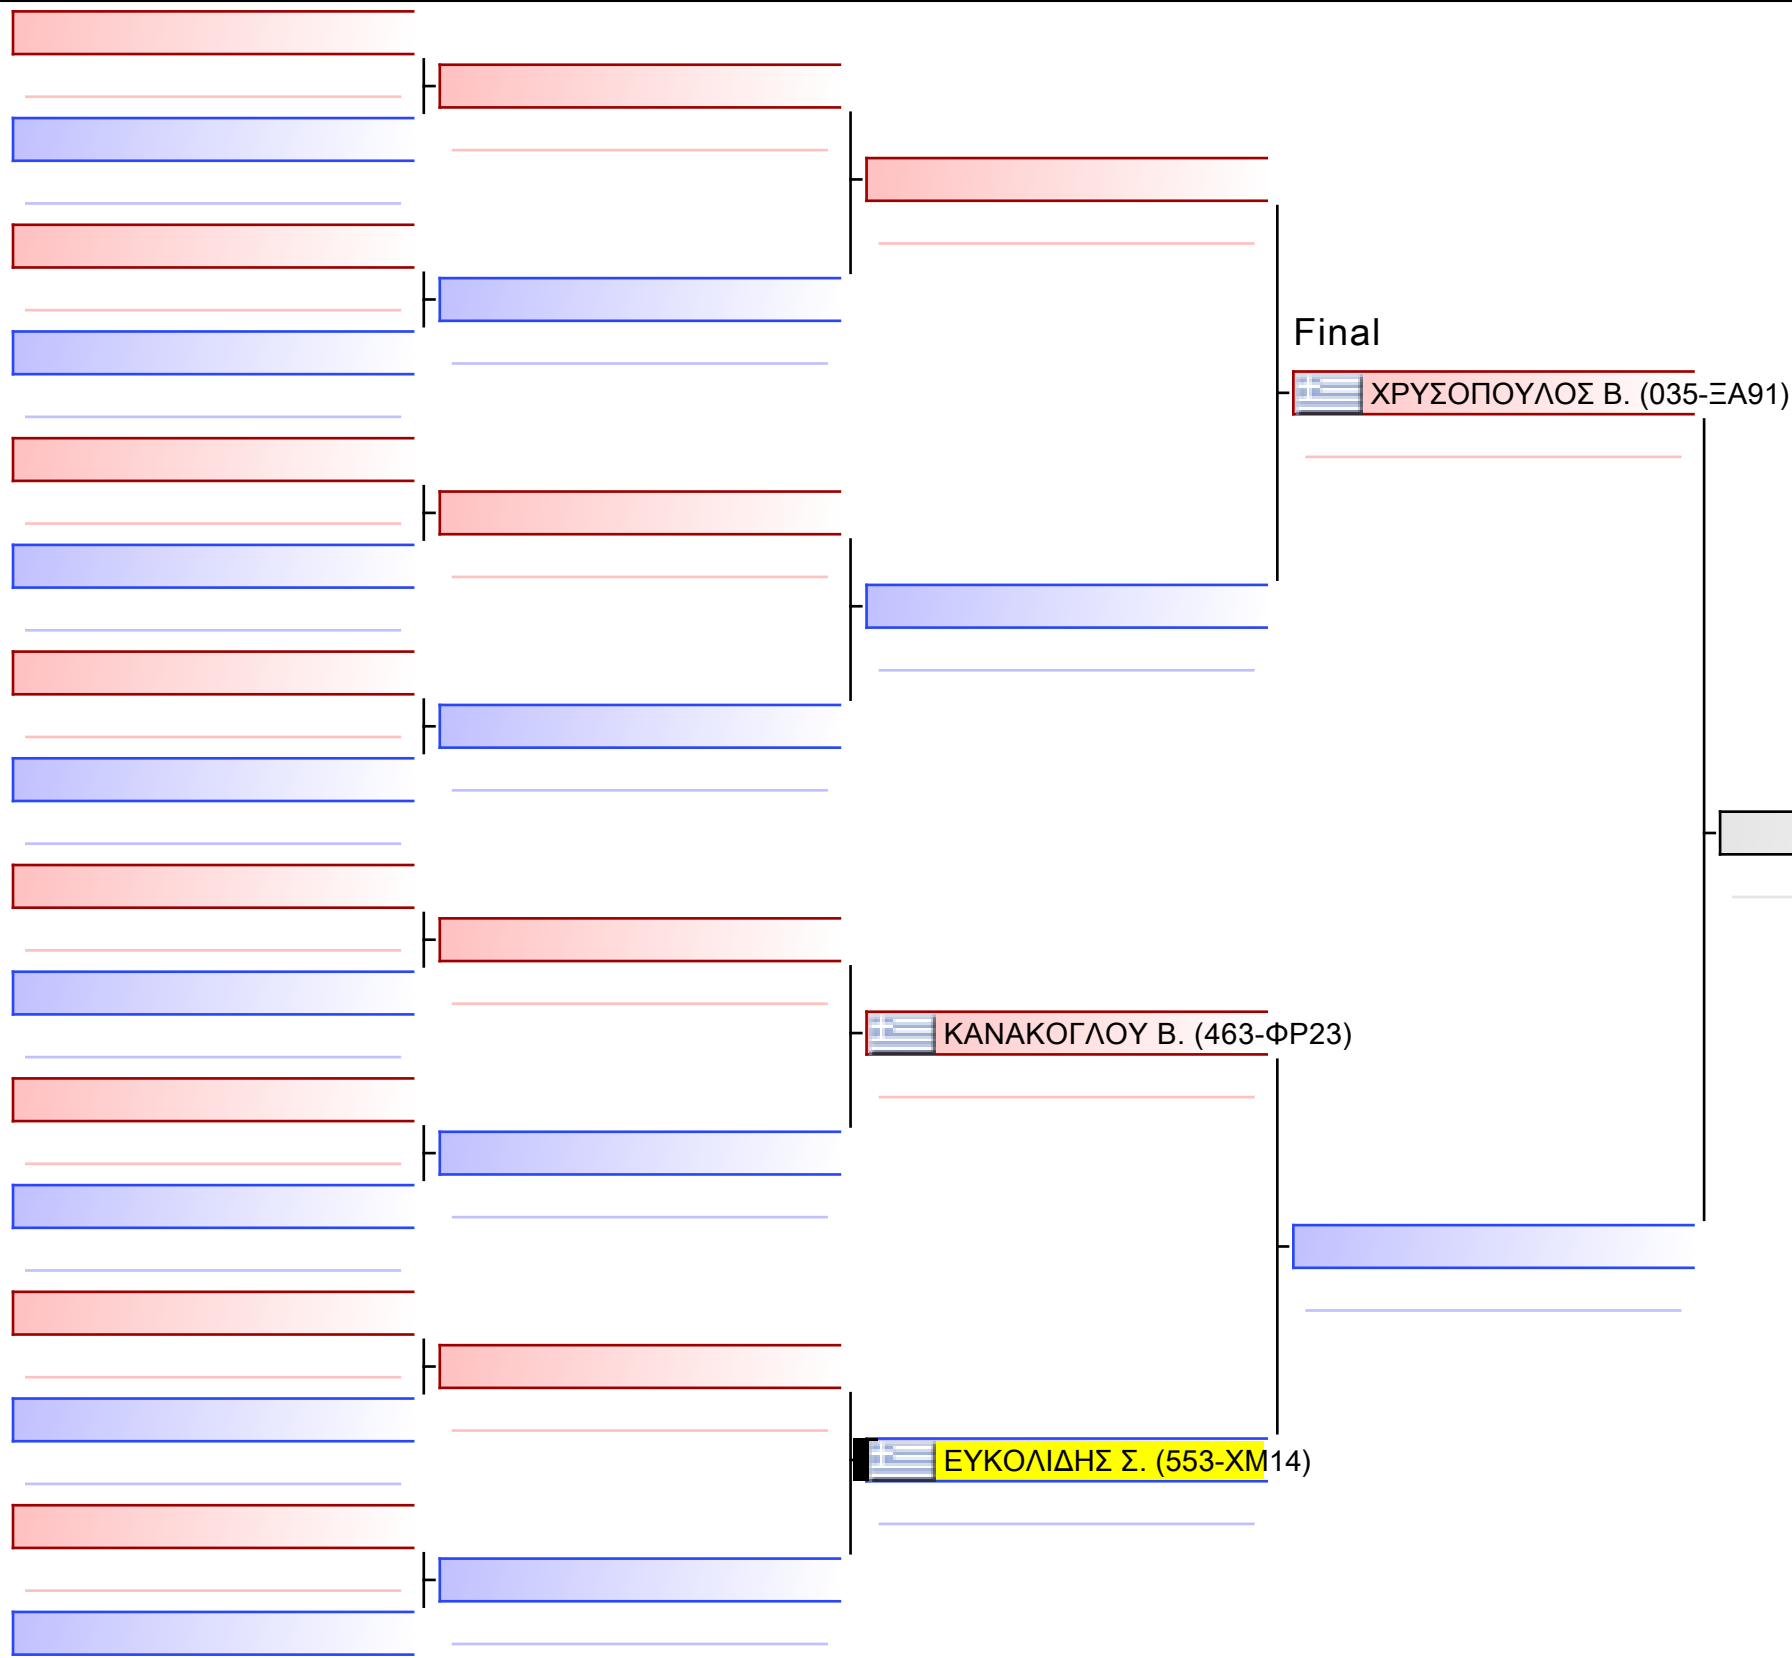 Final
ΧΡΥΣΟΠΟΥΛΟΣ Β. (035-ΞΑ91)
ΚΑΝΑΚΟΓΛΟΥ Β. (463-ΦΡ23)
ΕΥΚΟΛΙΔΗΣ Σ. (553-ΧΜ14)